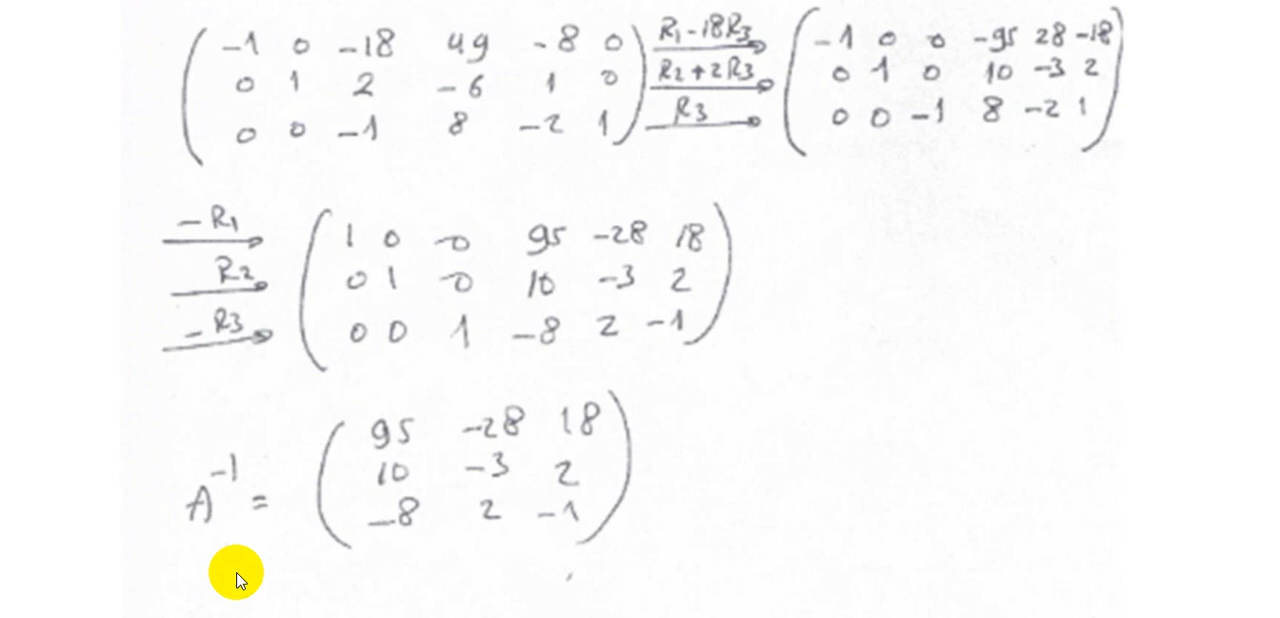 -1 0 -18 49 -8 0 R1-18R3 -1 0 0 -95 28 -18
0 1 2 -6 1 0 R2+2R3 0 1 0 10 -3 2
0 0 -1 8 -2 1 R3 0 0 -1 8 -2 1
-R1 1 0 0 95 -28 18
R2 0 1 0 10 -3 2
-R3 0 0 1 -8 2 -1
95 -28 18
A^-1 = 10 -3 2
-8 2 -1